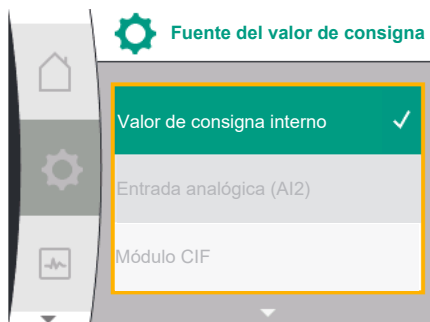 Fuente del valor de consigna
Valor de consigna interno
Entrada analógica (AI2)
Módulo CIF